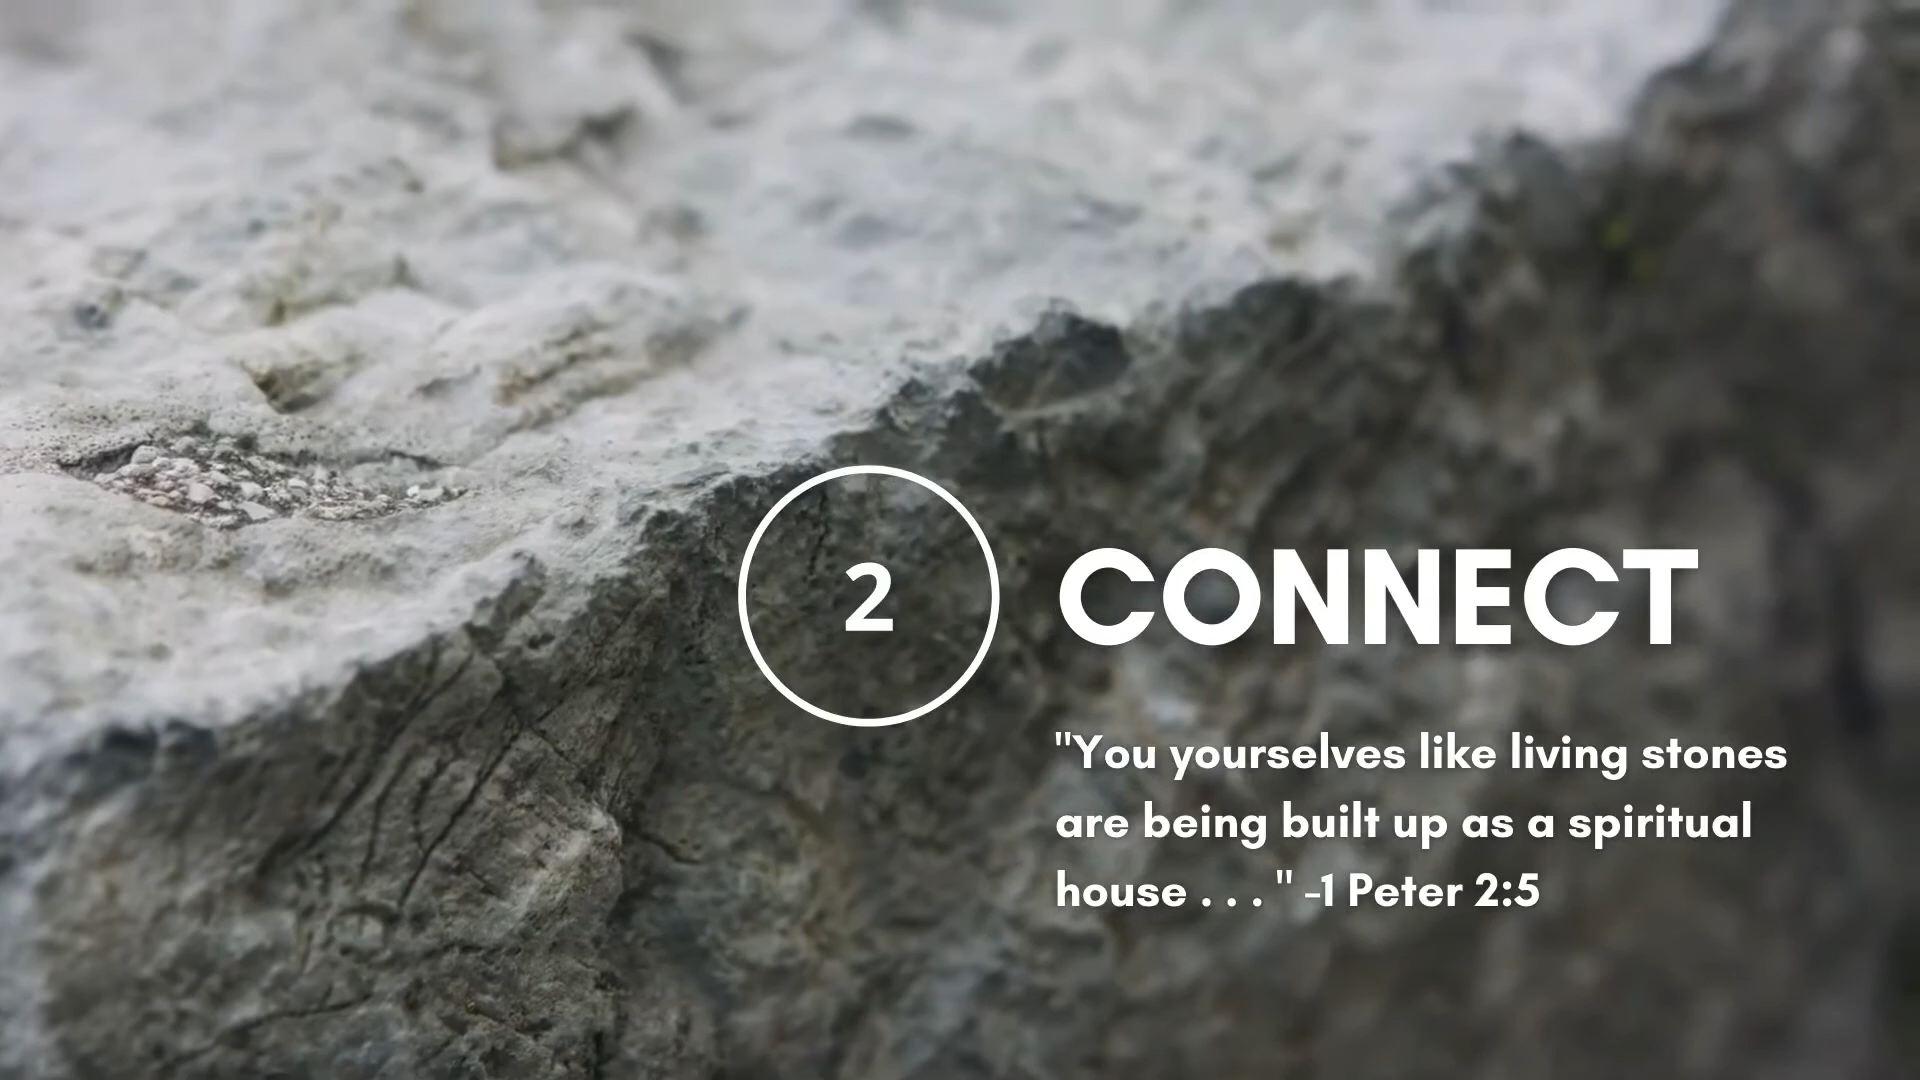 2
CONNECT
"You yourselves like living stones
are being built up as a spiritual
house . . . " -1 Peter 2:5